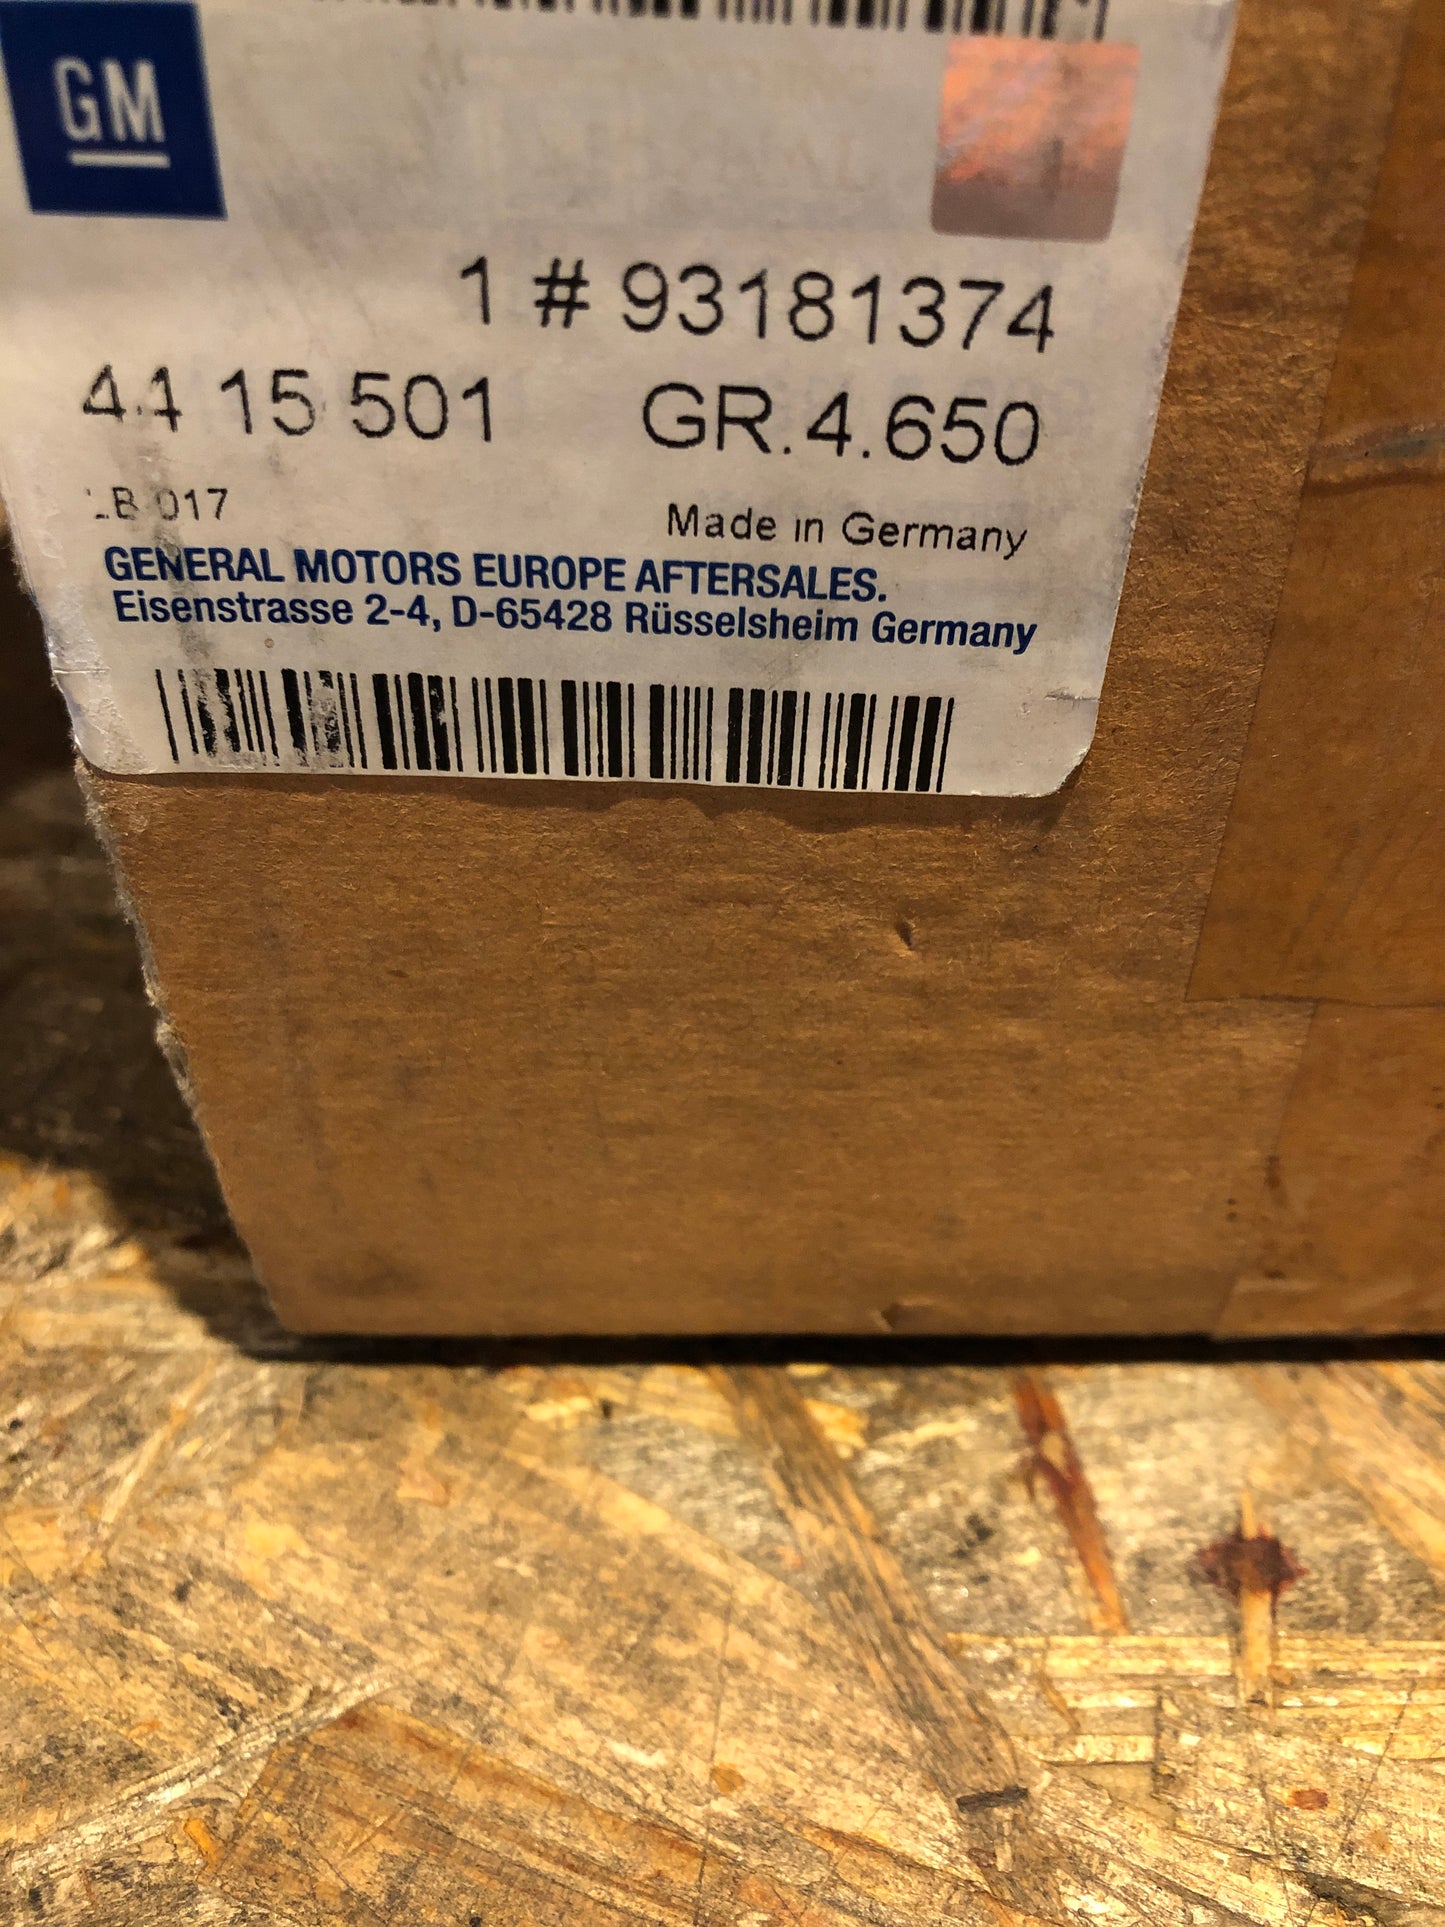 GM
1 # 93181374
44 15 501 GR.4.650
017
Made in Germany
GENERAL MOTORS EUROPE AFTERSALES.
Eisenstrasse 2-4, D-65428 Rüsselsheim Germany